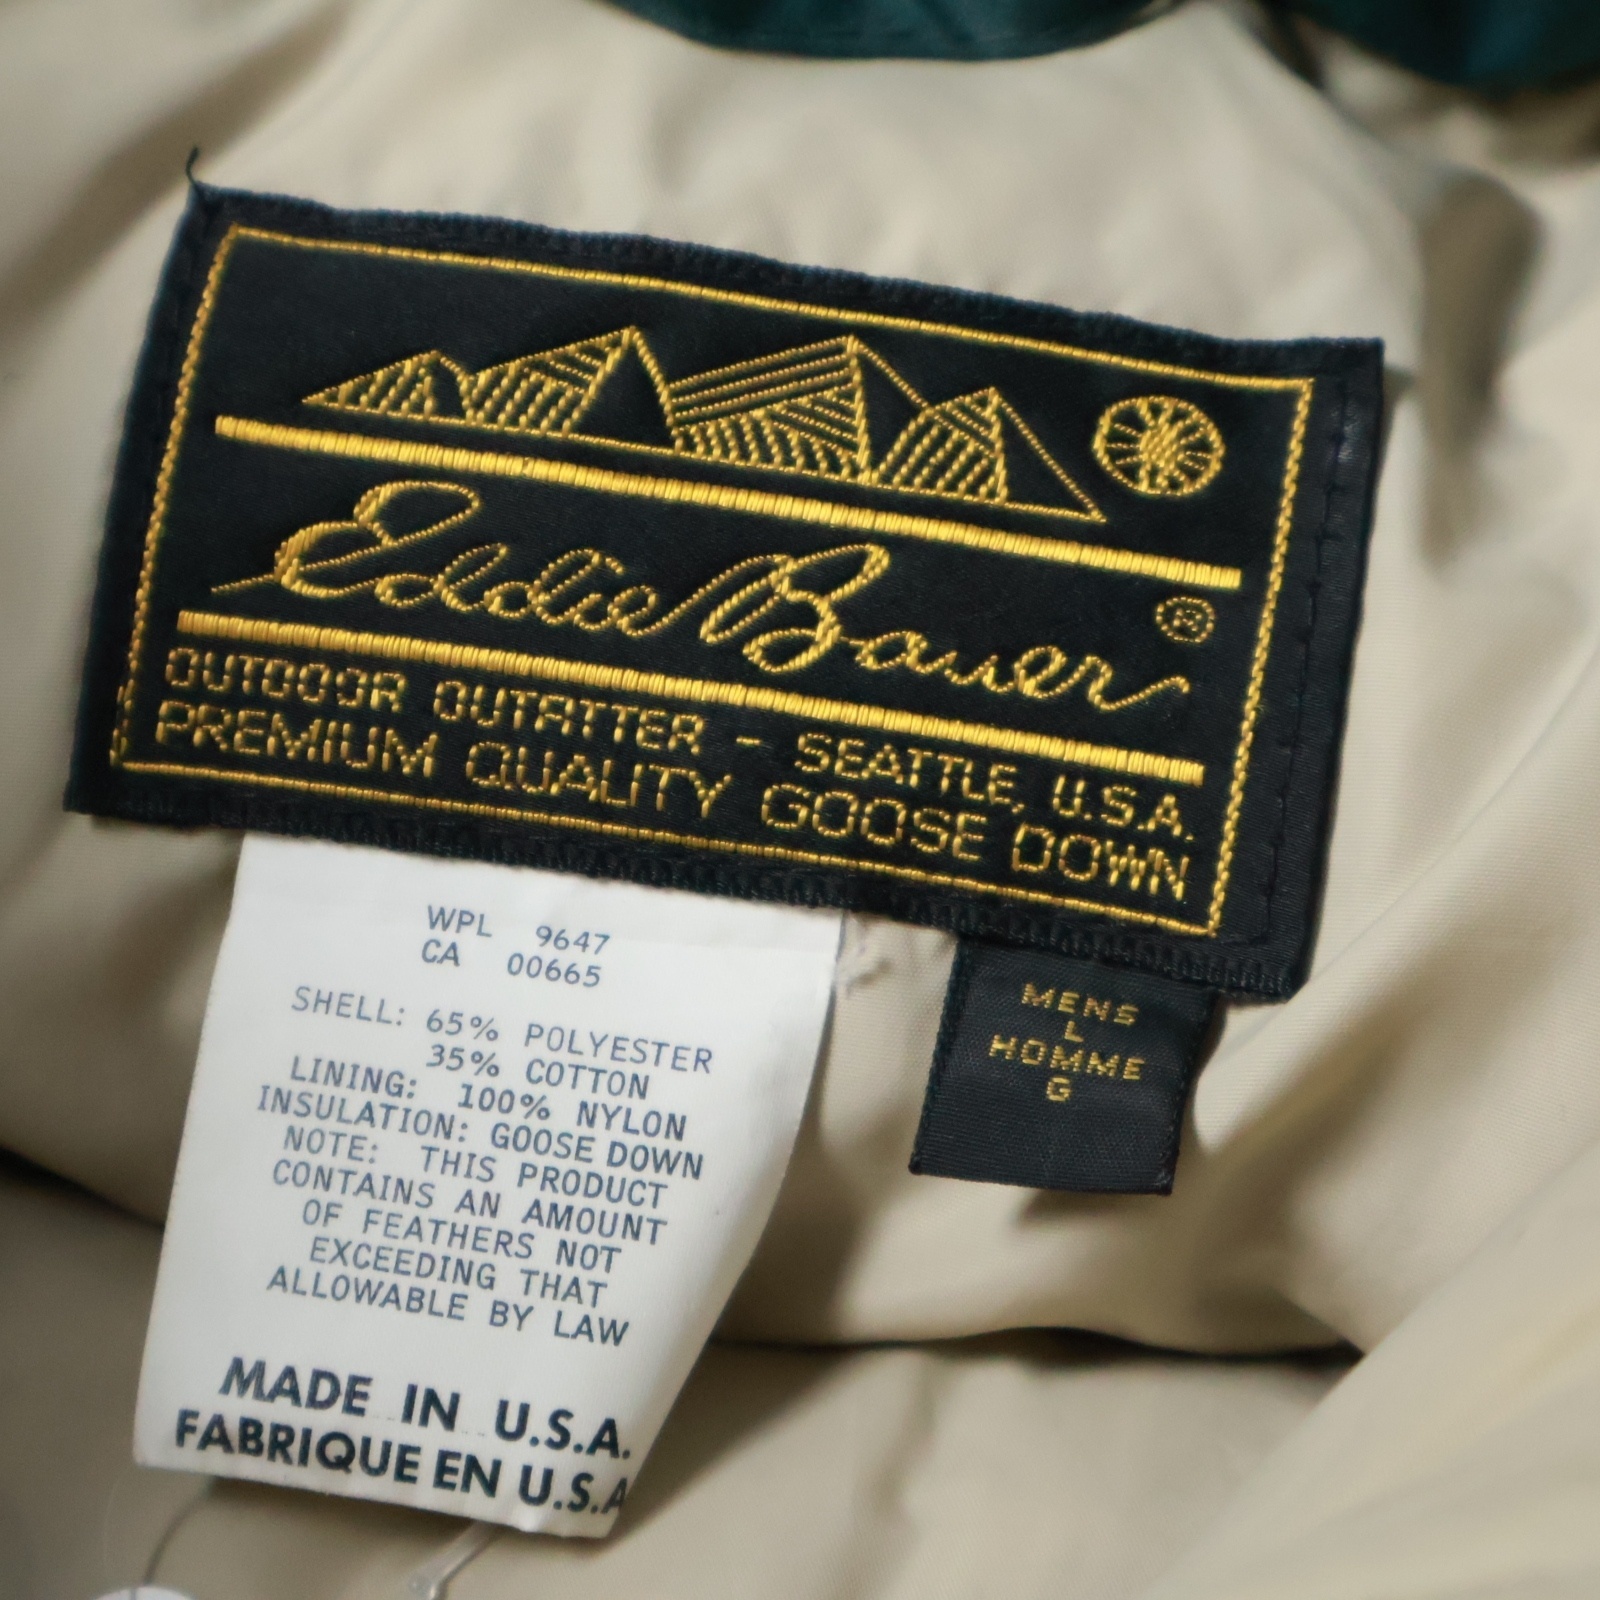 Eddie Bauer ®
OUTDOOR OUTFITTER - SEATTLE, U.S.A.
PREMIUM QUALITY GOOSE DOWN
WPL 9647
CA 00665
SHELL: 65% POLYESTER
35% COTTON
LINING: 100% NYLON
INSULATION: GOOSE DOWN
NOTE: THIS PRODUCT
CONTAINS AN AMOUNT
OF FEATHERS NOT
EXCEEDING THAT
ALLOWABLE BY LAW
MADE IN U.S.A.
FABRIQUE EN U.S.A
MENS
L
HOMME
G